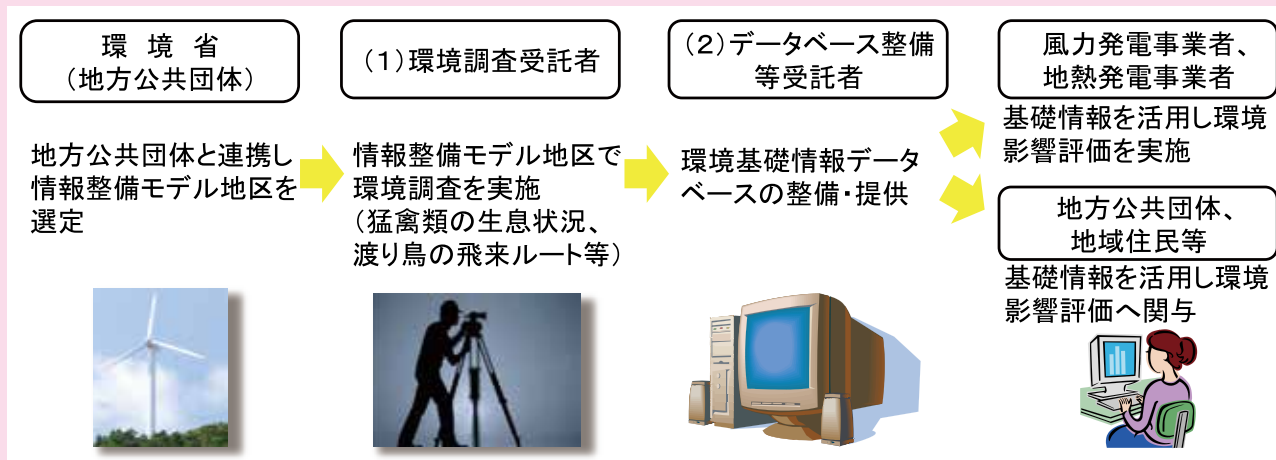 環 境 省
(地方公共団体)
地方公共団体と連携し
情報整備モデル地区を
選定
(1)環境調査受託者
情報整備モデル地区で
環境調査を実施
(猛禽類の生息状況、
渡り鳥の飛来ルート等)
(2)データベース整備
等受託者
環境基礎情報データ
ベースの整備・提供
風力発電事業者、
地熱発電事業者
基礎情報を活用し環境
影響評価を実施
地方公共団体、
地域住民等
基礎情報を活用し環境
影響評価へ関与